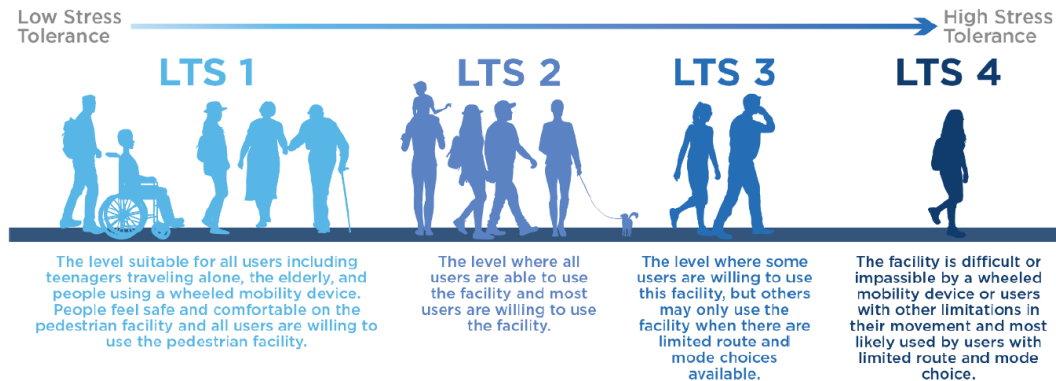 Low Stress
Tolerance
High Stress
Tolerance
LTS 1
LTS 2
LTS 3
LTS 4
The level suitable for all users including
teenagers traveling alone, the elderly, and
people using a wheeled mobility device.
People feel safe and comfortable on the
pedestrian facility and all users are willing to
use the pedestrian facility.
The level where all
users are able to use
the facility and most
users are willing to use
the facility.
The level where some
users are willing to use
this facility, but others
may only use the
facility when there are
limited route and
mode choices
available.
The facility is difficult or
impassible by a wheeled
mobility device or users
with other limitations in
their movement and most
likely used by users with
limited route and mode
choice.